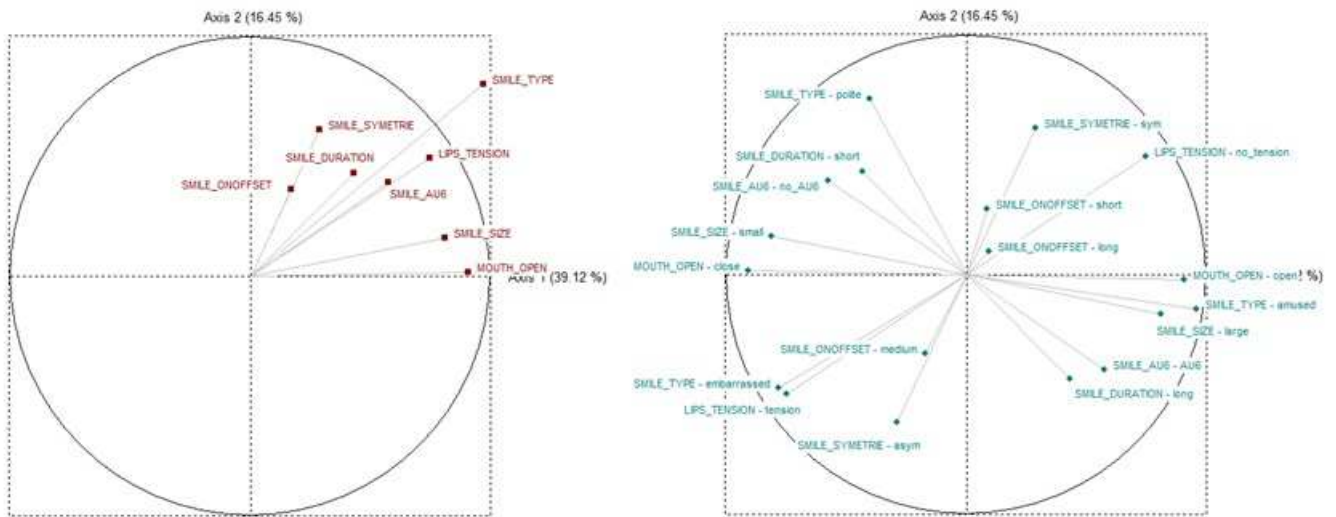 Axis 2 (16.45 %)
SMILE_TYPE
SMILE_SYMETRIE
LIPS_TENSION
SMILE_DURATION
SMILE_ONOFFSET
SMILE_AU6
SMILE_SIZE
MOUTH_OPEN
Axis 1 (39.12 %)
Axis 2 (16.45 %)
SMILE_TYPE - polite
SMILE_SYMETRIE - sym
LIPS_TENSION - no_tension
SMILE_DURATION - short
SMILE_AU6 - no_AU6
SMILE_ONOFFSET - short
SMILE_SIZE - small
SMILE_ONOFFSET - long
MOUTH_OPEN - close
MOUTH_OPEN - open
%)
SMILE_TYPE - amused
SMILE_SIZE - large
SMILE_ONOFFSET - medium
SMILE_AU6 - AU6
SMILE_TYPE - embarrassed
SMILE_DURATION - long
LIPS_TENSION - tension
SMILE_SYMETRIE - asym